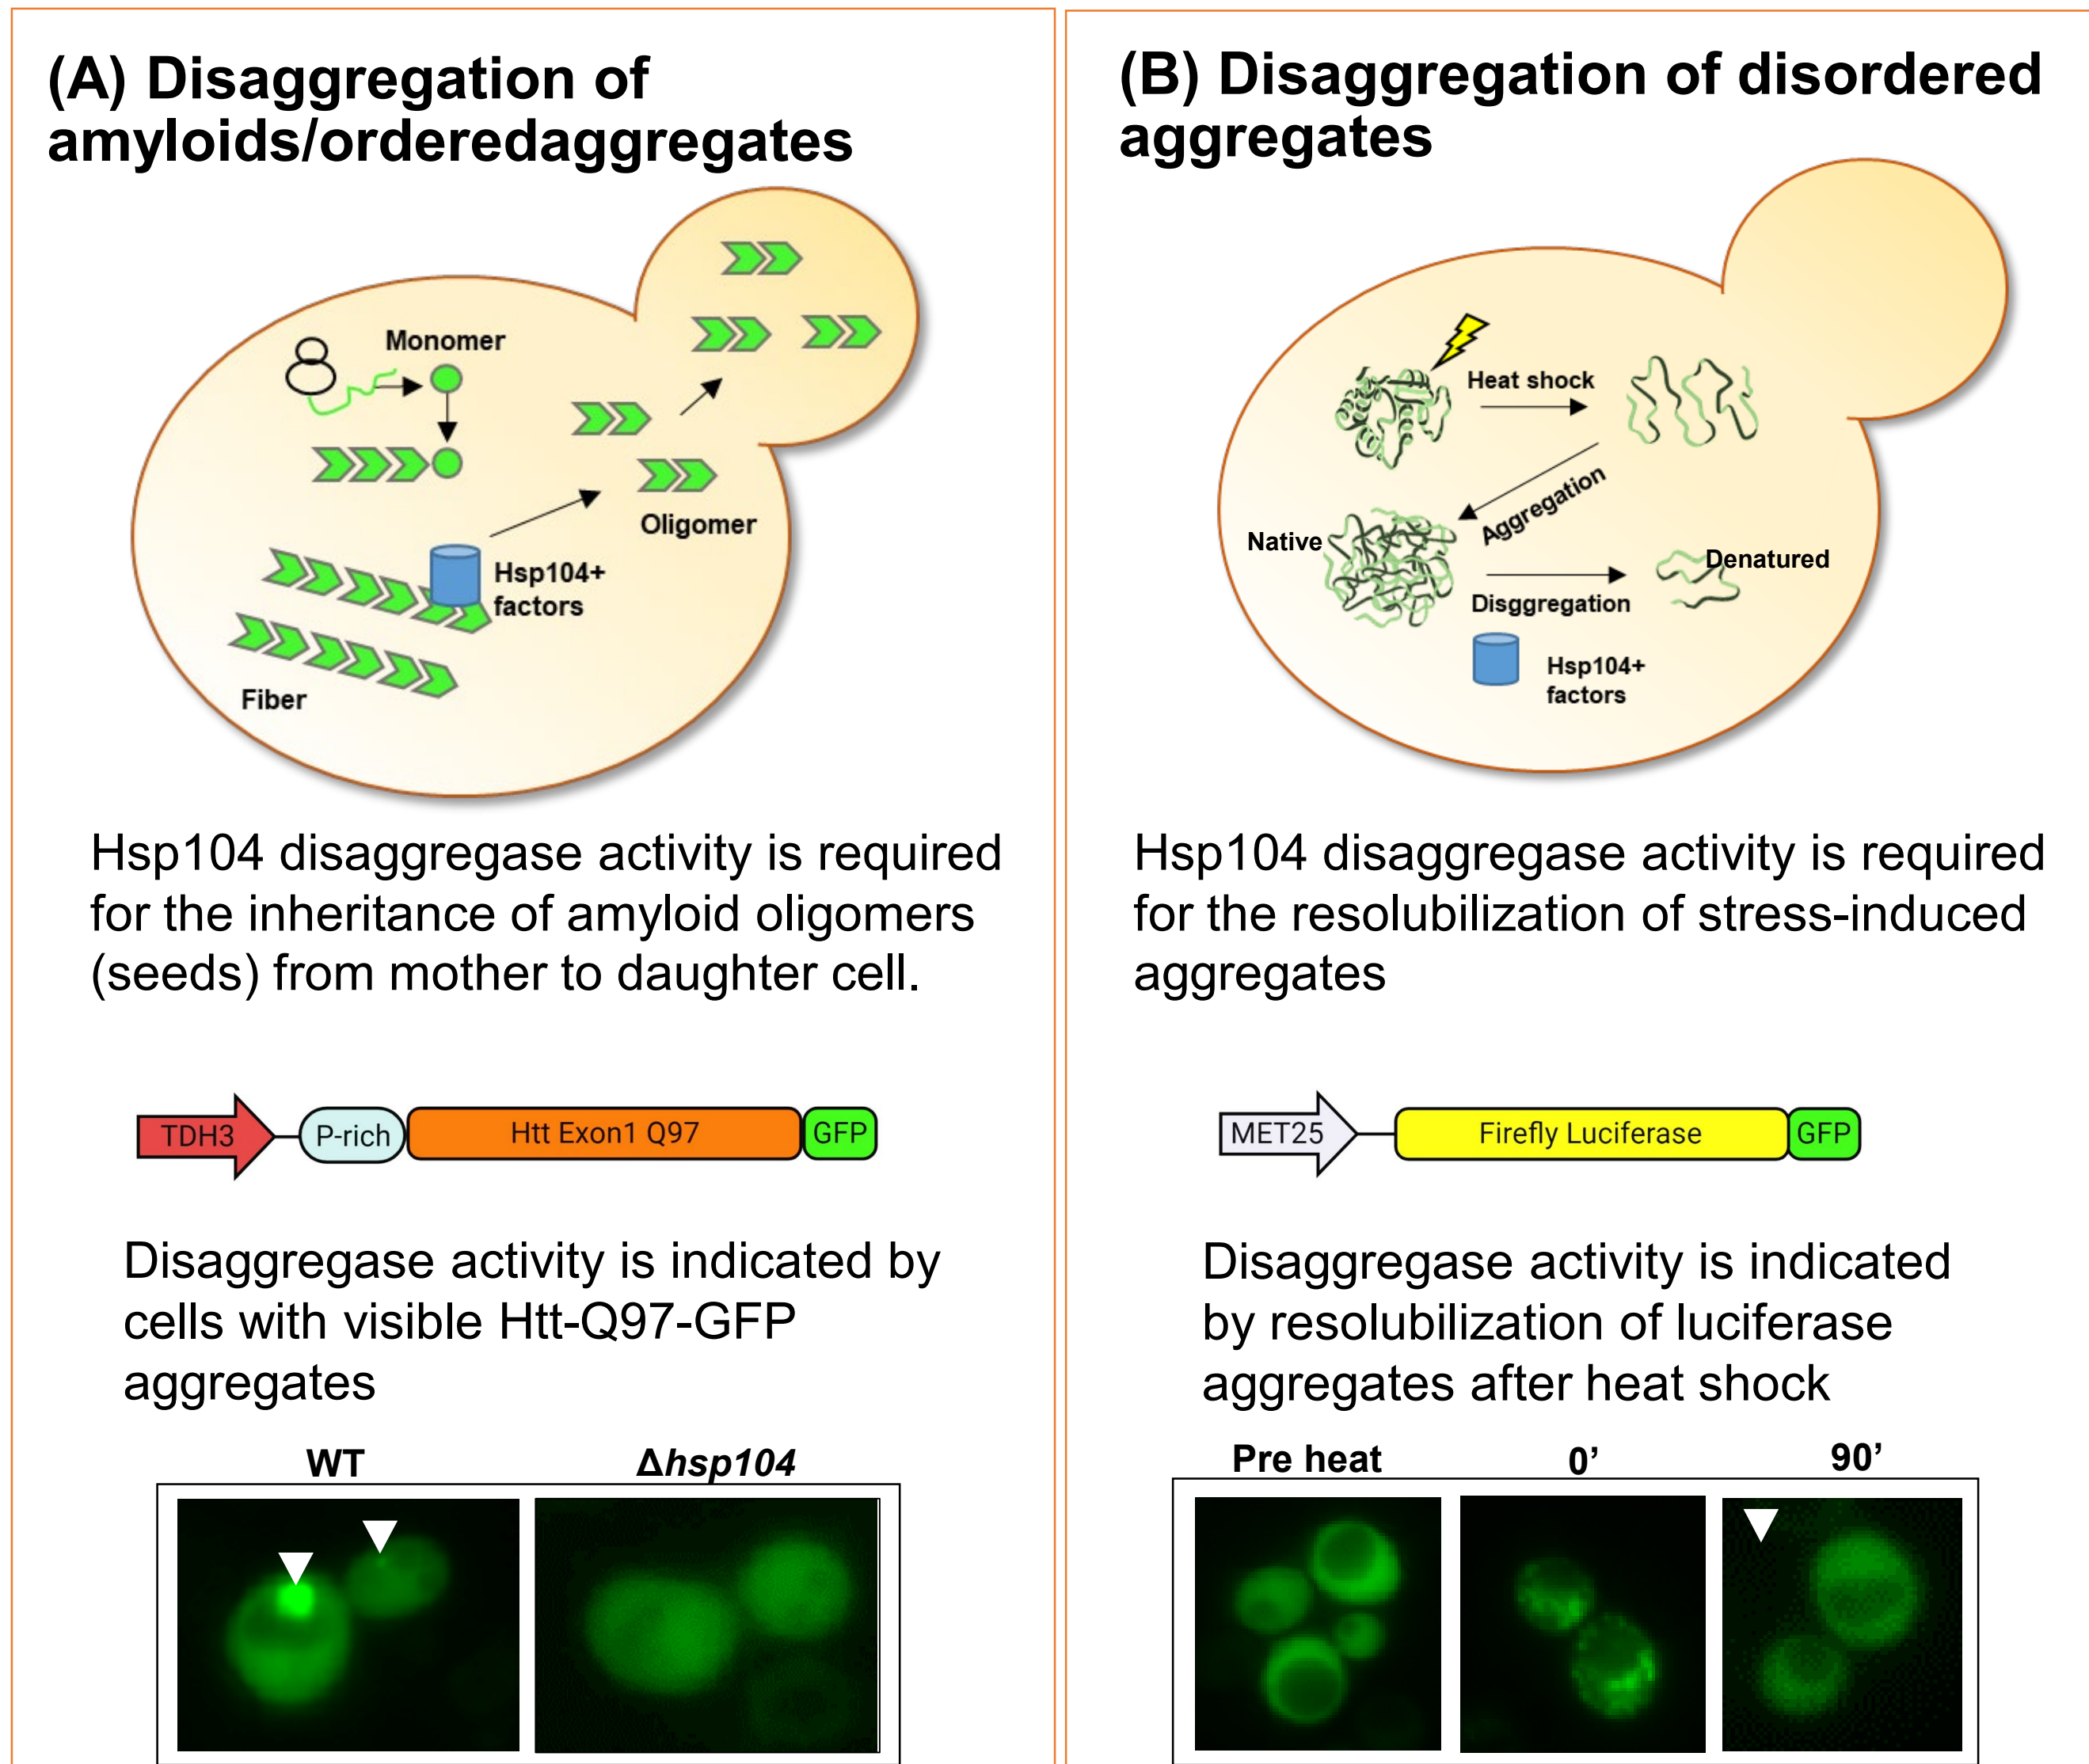 (A) Disaggregation of
amyloids/orderedaggregates
Monomer
Oligomer
Hsp104+
factors
Fiber
Hsp104 disaggregase activity is required
for the inheritance of amyloid oligomers
(seeds) from mother to daughter cell.
TDH3
P-rich
Htt Exon1 Q97
GFP
Disaggregase activity is indicated by
cells with visible Htt-Q97-GFP
aggregates
WT
Δhsp104
(B) Disaggregation of disordered
aggregates
Heat shock
Aggregation
Native
Denatured
Disggregation
Hsp104+
factors
Hsp104 disaggregase activity is required
for the resolubilization of stress-induced
aggregates
MET25
Firefly Luciferase
GFP
Disaggregase activity is indicated
by resolubilization of luciferase
aggregates after heat shock
Pre heat
0’
90’